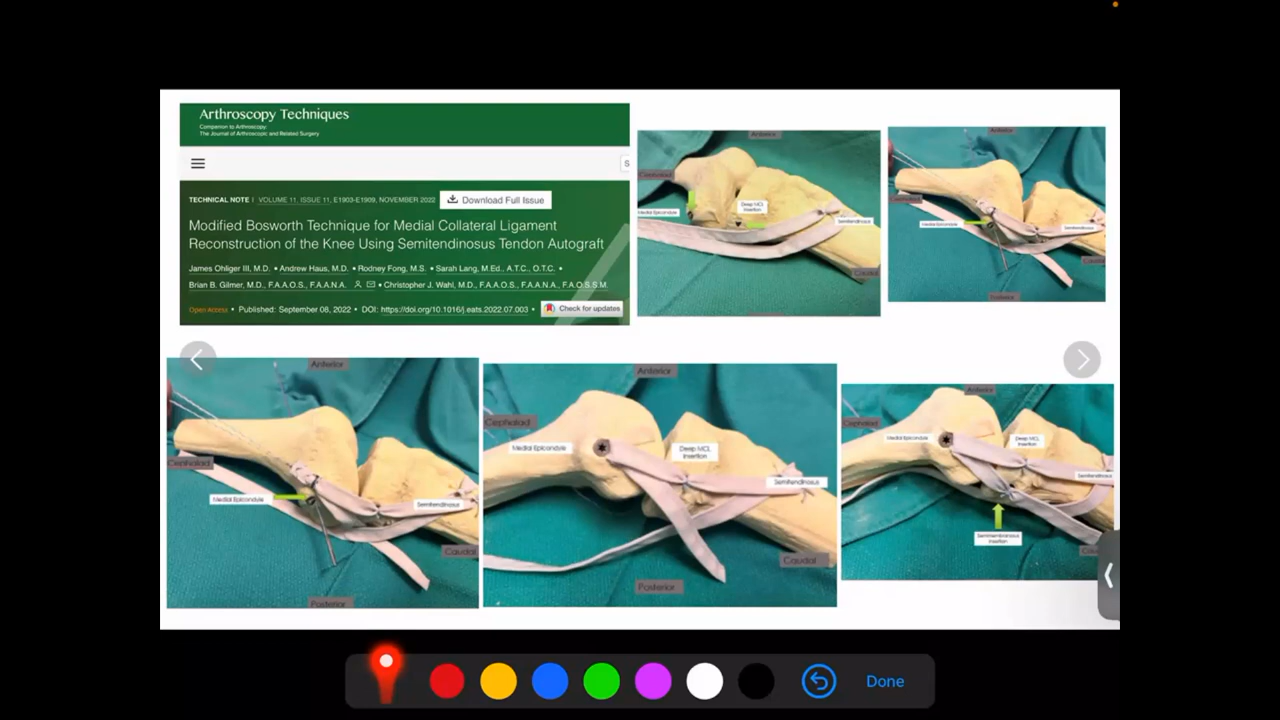 Arthroscopy Techniques
Companion to Arthroscopy:
The Journal of Arthroscopic and Related Surgery
S
TECHNICAL NOTE | VOLUME 11, ISSUE 11, E1903-E1909, NOVEMBER 2022
Download Full Issue
Modified Bosworth Technique for Medial Collateral Ligament
Reconstruction of the Knee Using Semitendinosus Tendon Autograft
James Ohliger III, M.D. • Andrew Haus, M.D. • Rodney Fong, M.S. • Sarah Lang, M.Ed., A.T.C., O.T.C. •
Brian B. Gilmer, M.D., F.A.A.O.S., F.A.A.N.A. • Christopher J. Wahl, M.D., F.A.A.O.S., F.A.A.N.A., F.A.O.S.S.M.
Open Access • Published: September 08, 2022 • DOI: https://doi.org/10.1016/j.eats.2022.07.003 •
Check for updates
Anterior
Cephalad
Medial Epicondyle
Deep MCL
Insertion
Semitendinosus
Caudal
Anterior
Cephalad
Medial Epicondyle
Semitendinosus
Caudal
Posterior
Anterior
Cephalad
Medial Epicondyle
Semitendinosus
Caudal
Posterior
Anterior
Cephalad
Medial Epicondyle
Deep MCL
Insertion
Semitendinosus
Caudal
Posterior
Anterior
Cephalad
Medial Epicondyle
Deep MCL
Insertion
Semitendinosus
Semimembranosus
Insertion
Done